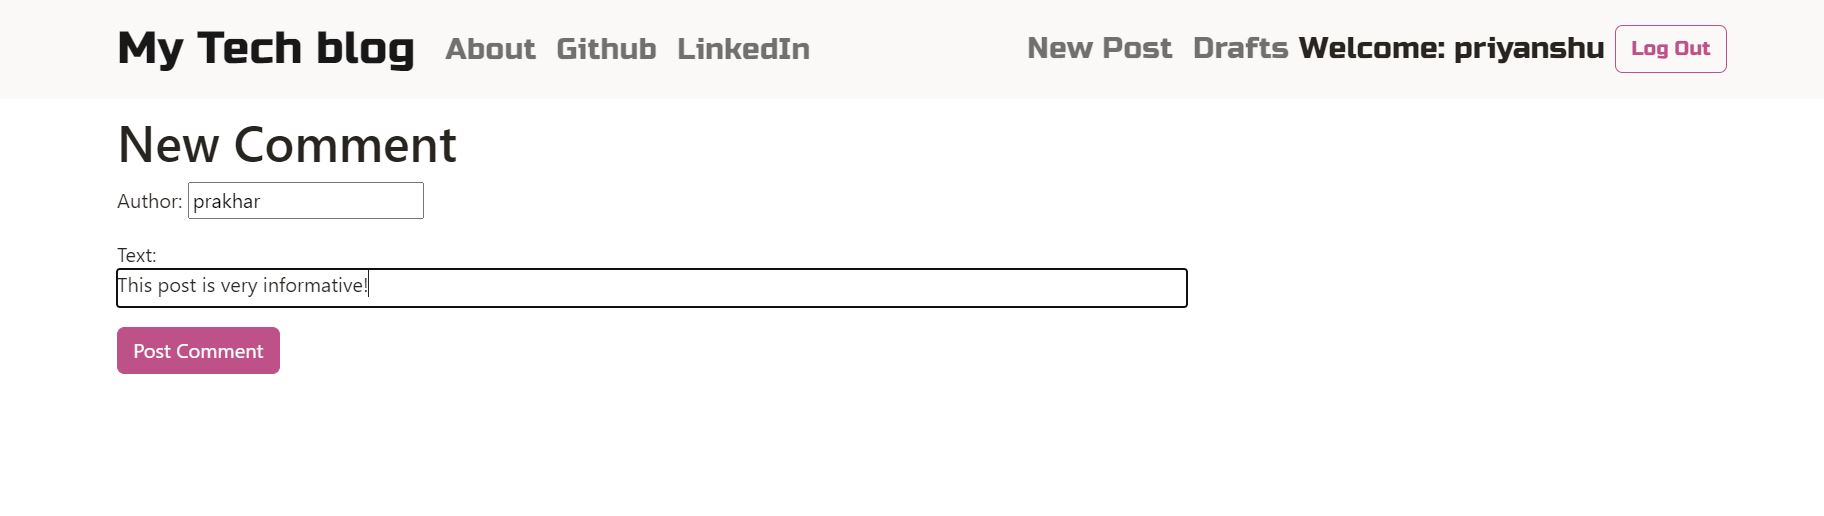 My Tech blog About Github LinkedIn New Post Drafts Welcome: priyanshu Log Out
New Comment
Author: prakhar
Text:
This post is very informative!
Post Comment